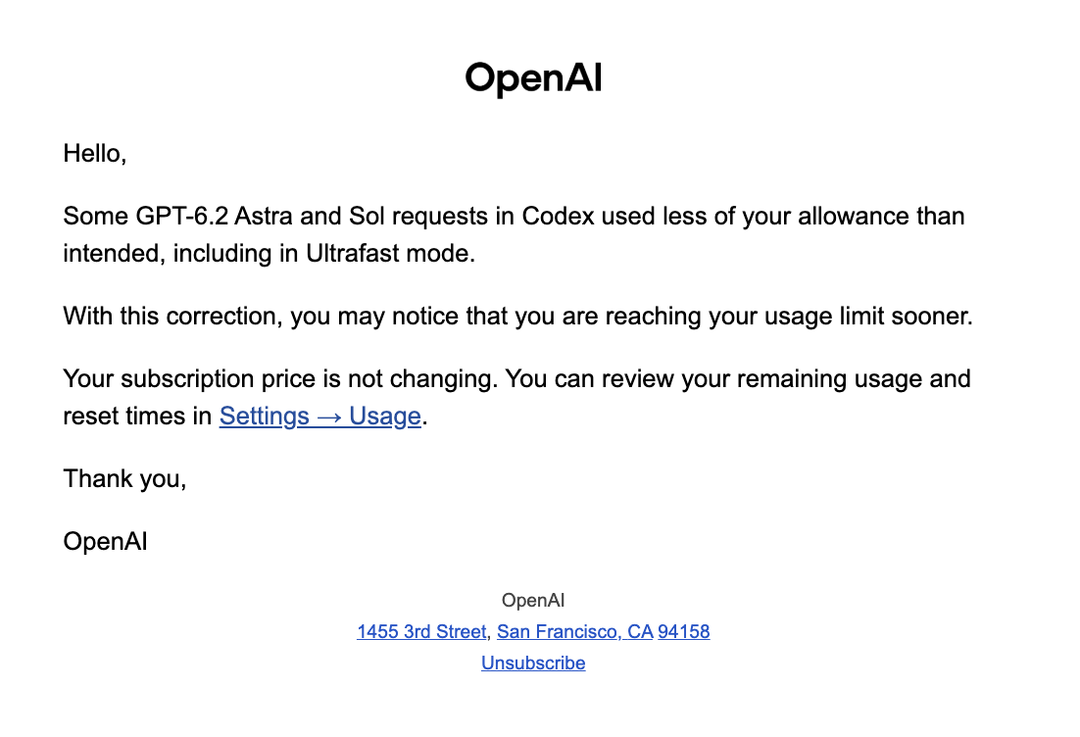 OpenAI
Hello,
Some GPT-6.2 Astra and Sol requests in Codex used less of your allowance than
intended, including in Ultrafast mode.
With this correction, you may notice that you are reaching your usage limit sooner.
Your subscription price is not changing. You can review your remaining usage and
reset times in Settings → Usage.
Thank you,
OpenAI
OpenAI
1455 3rd Street, San Francisco, CA 94158
Unsubscribe